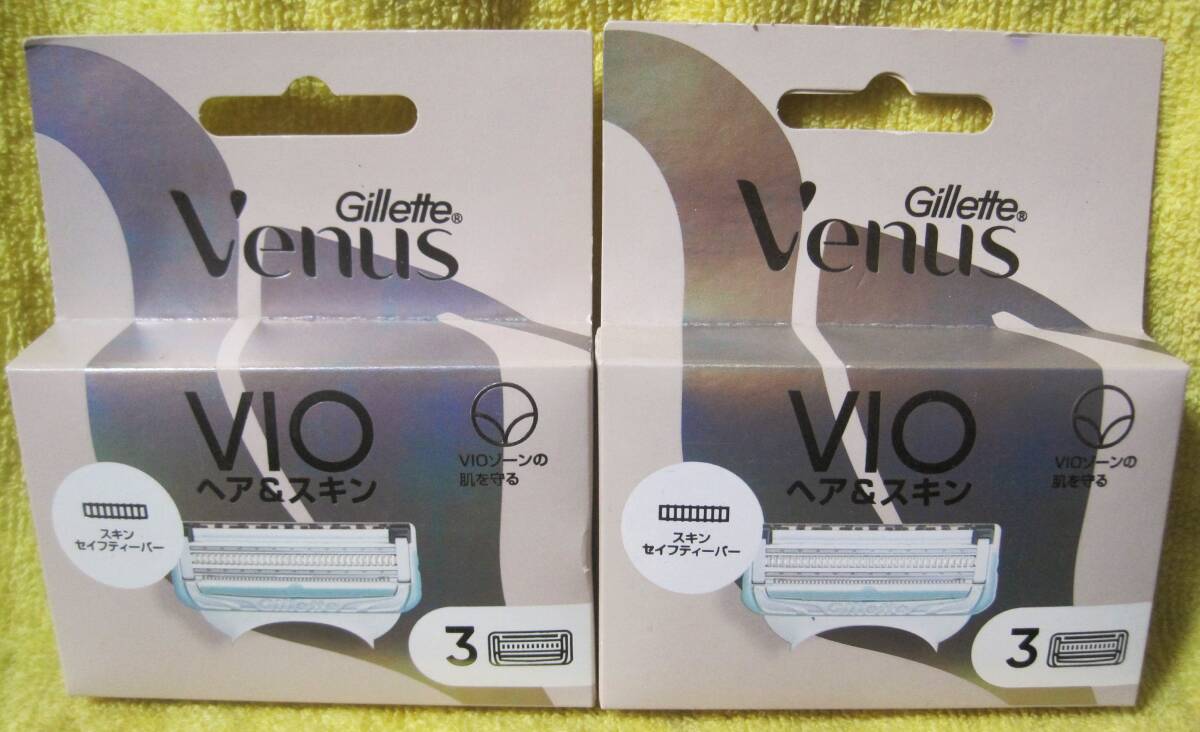 Gillette®
Venus
VIO
ヘア&スキン
VIOゾーンの
肌を守る
スキン
セイフティーバー
Gillette
3
Gillette®
Venus
VIO
ヘア&スキン
VIOゾーンの
肌を守る
スキン
セイフティーバー
Gillette
3